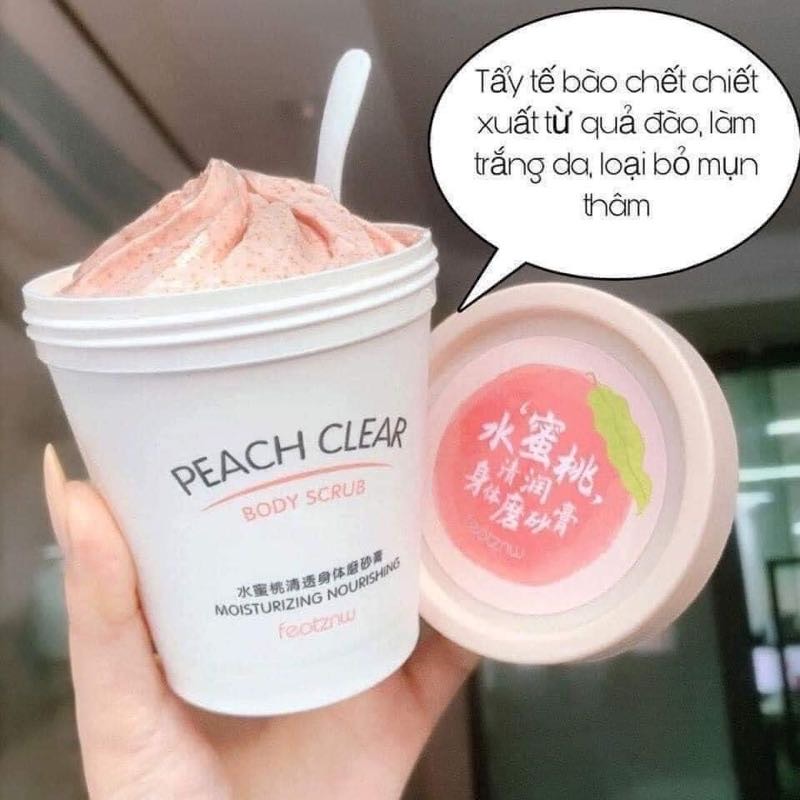 Tẩy tế bào chết chiết
xuất từ quả đào, làm
trắng da, loại bỏ mụn
thâm
PEACH CLEAR
BODY SCRUB
水蜜桃清透身体磨砂膏
MOISTURIZING NOURISHING
feotznw
水蜜桃,
清润
身体磨砂膏
feotznw